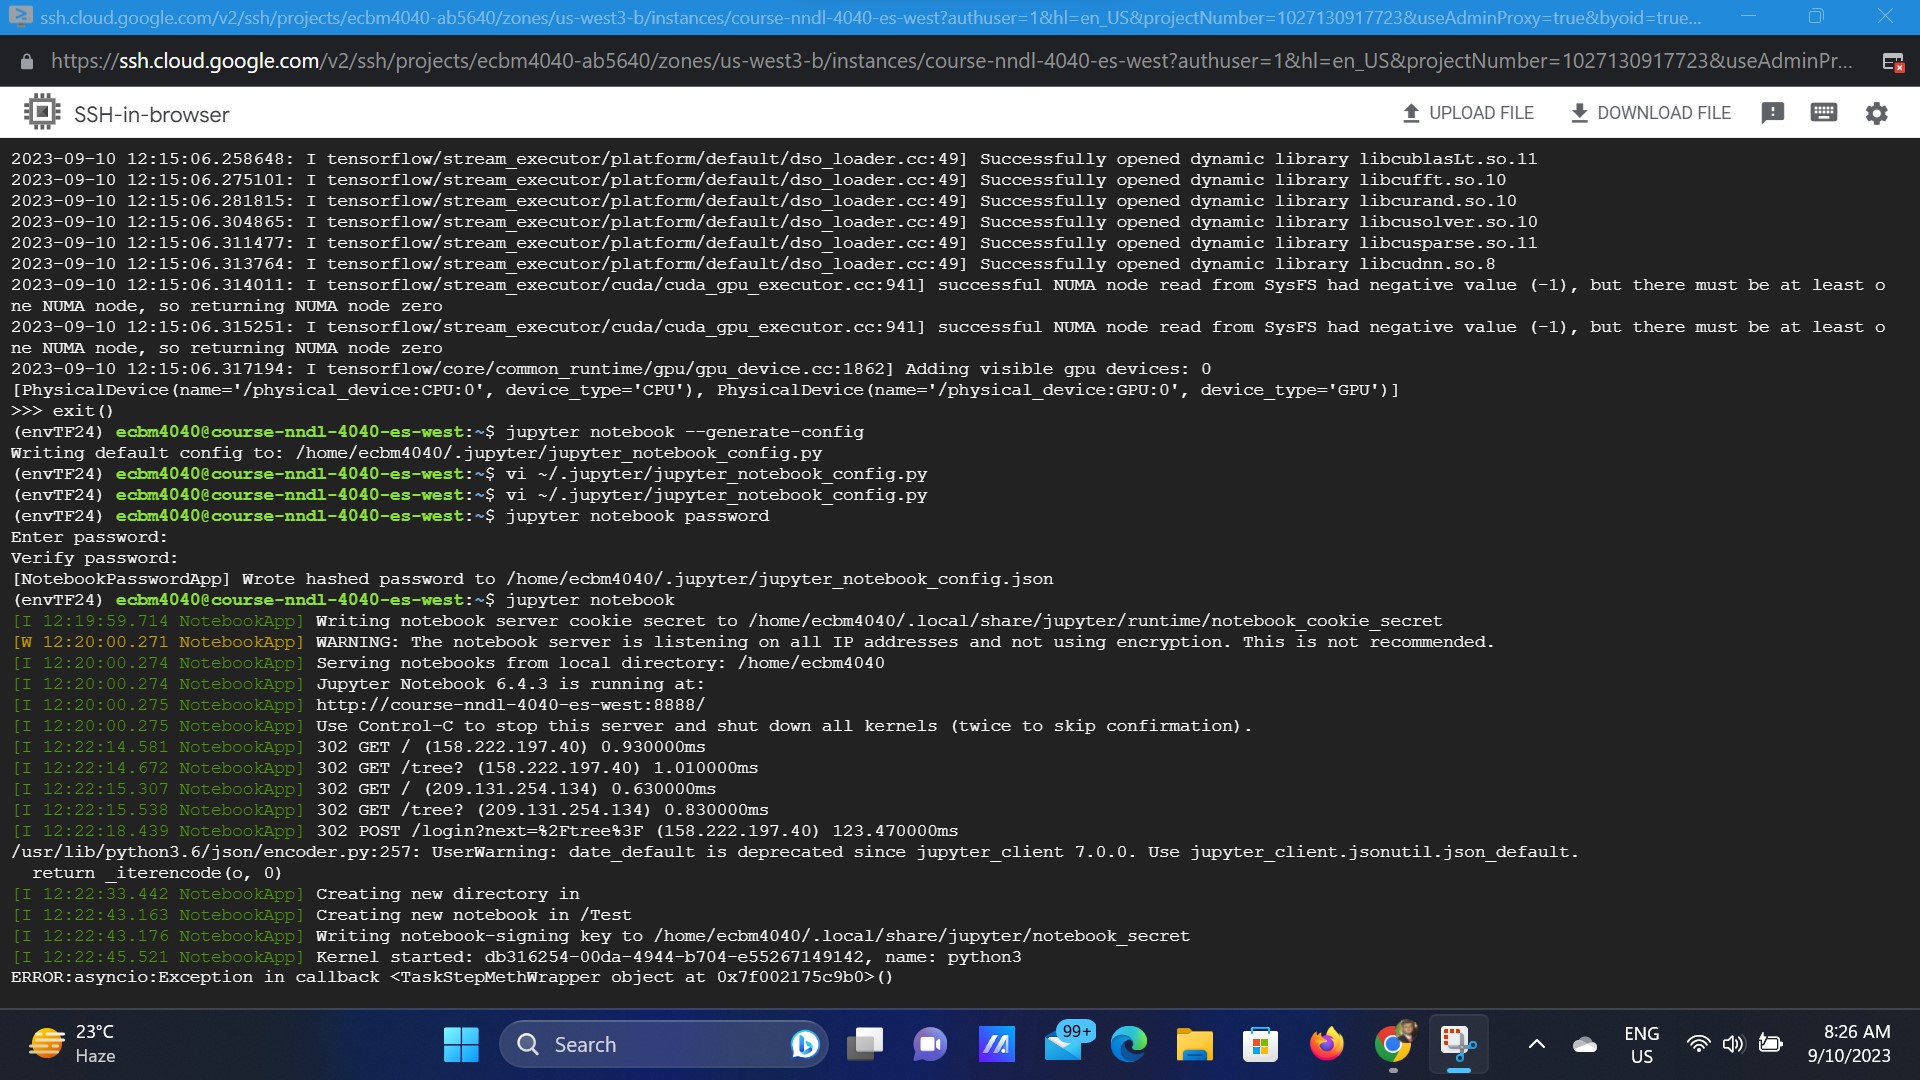 ssh.cloud.google.com/v2/ssh/projects/ecbm4040-ab5640/zones/us-west3-b/instances/course-nndl-4040-es-west?authuser=1&hl=en_US&projectNumber=1027130917723&useAdminProxy=true&byoid=true...
https://ssh.cloud.google.com/v2/ssh/projects/ecbm4040-ab5640/zones/us-west3-b/instances/course-nndl-4040-es-west?authuser=1&hl=en_US&projectNumber=1027130917723&useAdminPr...
SSH-in-browser
UPLOAD FILE
DOWNLOAD FILE
2023-09-10 12:15:06.258648: I tensorflow/stream_executor/platform/default/dso_loader.cc:49] Successfully opened dynamic library libcublasLt.so.11
2023-09-10 12:15:06.275101: I tensorflow/stream_executor/platform/default/dso_loader.cc:49] Successfully opened dynamic library libcufft.so.10
2023-09-10 12:15:06.281815: I tensorflow/stream_executor/platform/default/dso_loader.cc:49] Successfully opened dynamic library libcurand.so.10
2023-09-10 12:15:06.304865: I tensorflow/stream_executor/platform/default/dso_loader.cc:49] Successfully opened dynamic library libcusolver.so.10
2023-09-10 12:15:06.311477: I tensorflow/stream_executor/platform/default/dso_loader.cc:49] Successfully opened dynamic library libcusparse.so.11
2023-09-10 12:15:06.313764: I tensorflow/stream_executor/platform/default/dso_loader.cc:49] Successfully opened dynamic library libcudnn.so.8
2023-09-10 12:15:06.314011: I tensorflow/stream_executor/cuda/cuda_gpu_executor.cc:941] successful NUMA node read from SysFS had negative value (-1), but there must be at least o
ne NUMA node, so returning NUMA node zero
2023-09-10 12:15:06.315251: I tensorflow/stream_executor/cuda/cuda_gpu_executor.cc:941] successful NUMA node read from SysFS had negative value (-1), but there must be at least o
ne NUMA node, so returning NUMA node zero
2023-09-10 12:15:06.317194: I tensorflow/core/common_runtime/gpu/gpu_device.cc:1862] Adding visible gpu devices: 0
[PhysicalDevice(name='/physical_device:CPU:0', device_type='CPU'), PhysicalDevice(name='/physical_device:GPU:0', device_type='GPU')]
>>> exit()
(envTF24) ecbm4040@course-nndl-4040-es-west:~$ jupyter notebook --generate-config
Writing default config to: /home/ecbm4040/.jupyter/jupyter_notebook_config.py
(envTF24) ecbm4040@course-nndl-4040-es-west:~$ vi ~/.jupyter/jupyter_notebook_config.py
(envTF24) ecbm4040@course-nndl-4040-es-west:~$ vi ~/.jupyter/jupyter_notebook_config.py
(envTF24) ecbm4040@course-nndl-4040-es-west:~$ jupyter notebook password
Enter password:
Verify password:
[NotebookPasswordApp] Wrote hashed password to /home/ecbm4040/.jupyter/jupyter_notebook_config.json
(envTF24) ecbm4040@course-nndl-4040-es-west:~$ jupyter notebook
[I 12:19:59.714 NotebookApp] Writing notebook server cookie secret to /home/ecbm4040/.local/share/jupyter/runtime/notebook_cookie_secret
[W 12:20:00.271 NotebookApp] WARNING: The notebook server is listening on all IP addresses and not using encryption. This is not recommended.
[I 12:20:00.274 NotebookApp] Serving notebooks from local directory: /home/ecbm4040
[I 12:20:00.274 NotebookApp] Jupyter Notebook 6.4.3 is running at:
[I 12:20:00.275 NotebookApp] http://course-nndl-4040-es-west:8888/
[I 12:20:00.275 NotebookApp] Use Control-C to stop this server and shut down all kernels (twice to skip confirmation).
[I 12:22:14.581 NotebookApp] 302 GET / (158.222.197.40) 0.930000ms
[I 12:22:14.672 NotebookApp] 302 GET /tree? (158.222.197.40) 1.010000ms
[I 12:22:15.307 NotebookApp] 302 GET / (209.131.254.134) 0.630000ms
[I 12:22:15.538 NotebookApp] 302 GET /tree? (209.131.254.134) 0.830000ms
[I 12:22:18.439 NotebookApp] 302 POST /login?next=%2Ftree%3F (158.222.197.40) 123.470000ms
/usr/lib/python3.6/json/encoder.py:257: UserWarning: date_default is deprecated since jupyter_client 7.0.0. Use jupyter_client.jsonutil.json_default.
return _iterencode(o, 0)
[I 12:22:33.442 NotebookApp] Creating new directory in
[I 12:22:43.163 NotebookApp] Creating new notebook in /Test
[I 12:22:43.176 NotebookApp] Writing notebook-signing key to /home/ecbm4040/.local/share/jupyter/notebook_secret
[I 12:22:45.521 NotebookApp] Kernel started: db316254-00da-4944-b704-e55267149142, name: python3
ERROR:asyncio:Exception in callback <TaskStepMethWrapper object at 0x7f002175c9b0>()
23°C
Haze
Search
99+
ENG
US
8:26 AM
9/10/2023